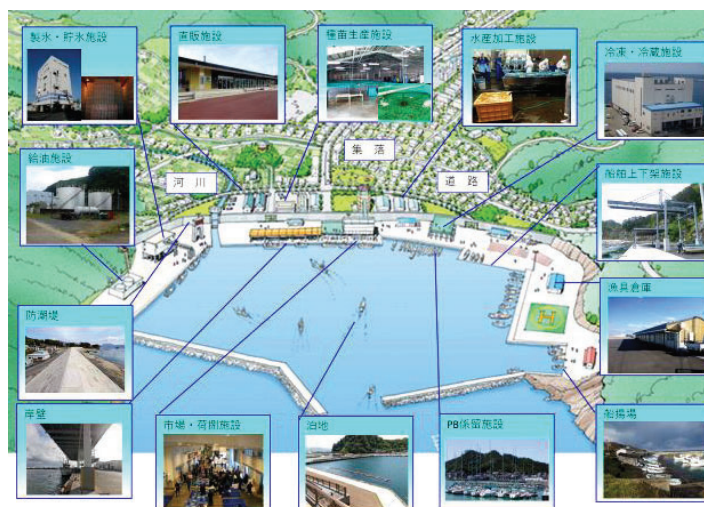 製氷・貯氷施設
直販施設
種苗生産施設
水産加工施設
冷凍・冷蔵施設
給油施設
集落
河川
道路
船舶上下架施設
漁具倉庫
防潮堤
岸壁
市場・荷捌施設
泊地
PB係留施設
船揚場
H